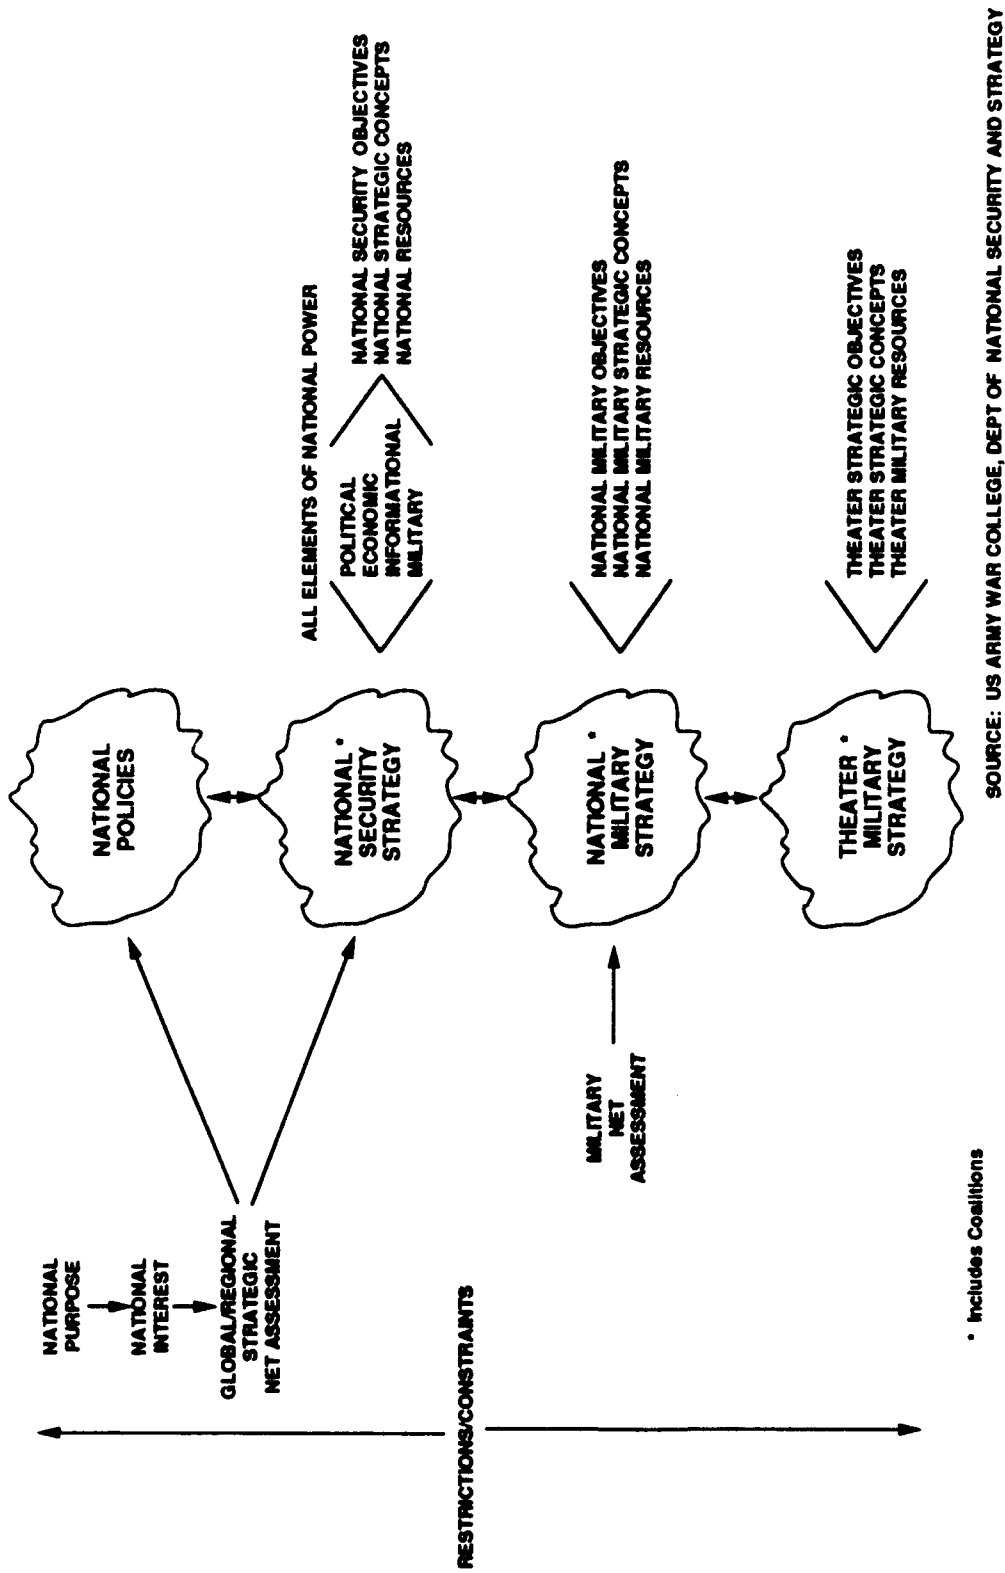 NATIONAL
PURPOSE
NATIONAL
INTEREST
GLOBAL/REGIONAL
STRATEGIC
NET ASSESSMENT
RESTRICTIONS/CONSTRAINTS
MILITARY
NET
ASSESSMENT
NATIONAL
POLICIES
NATIONAL *
SECURITY
STRATEGY
NATIONAL *
MILITARY
STRATEGY
THEATER *
MILITARY
STRATEGY
ALL ELEMENTS OF NATIONAL POWER
POLITICAL
ECONOMIC
INFORMATIONAL
MILITARY
NATIONAL SECURITY OBJECTIVES
NATIONAL STRATEGIC CONCEPTS
NATIONAL RESOURCES
NATIONAL MILITARY OBJECTIVES
NATIONAL MILITARY STRATEGIC CONCEPTS
NATIONAL MILITARY RESOURCES
THEATER STRATEGIC OBJECTIVES
THEATER STRATEGIC CONCEPTS
THEATER MILITARY RESOURCES
* Includes Coalitions
SOURCE: US ARMY WAR COLLEGE, DEPT OF NATIONAL SECURITY AND STRATEGY